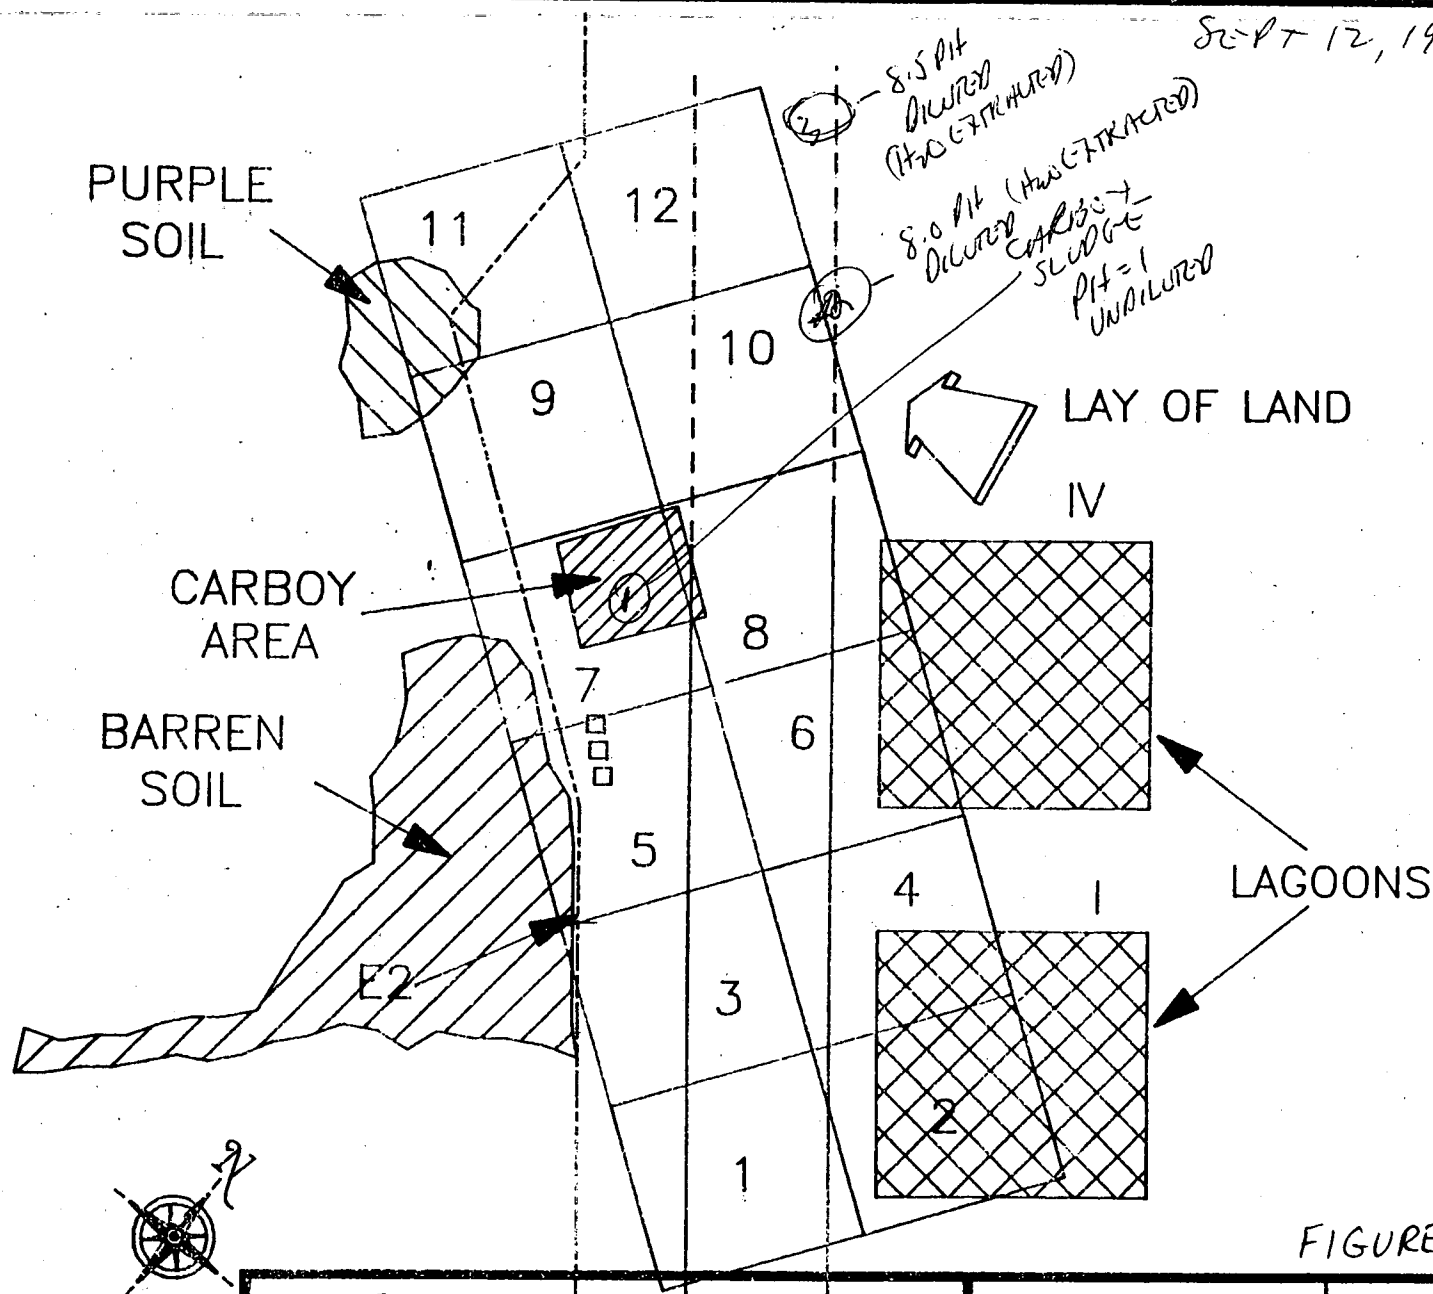 SEPT 12, 19
8.5 PH
DILUTED
(H2O EXTRACTED)
2
8.0 PH (H2O EXTRACTED)
DILUTED
CARBOY
SLUDGE
PH = 1
UNDILUTED
PURPLE
SOIL
11
12
10
9
LAY OF LAND
IV
CARBOY
AREA
1
8
7
6
BARREN
SOIL
5
4
I
LAGOONS
E2
3
2
1
N
FIGURE